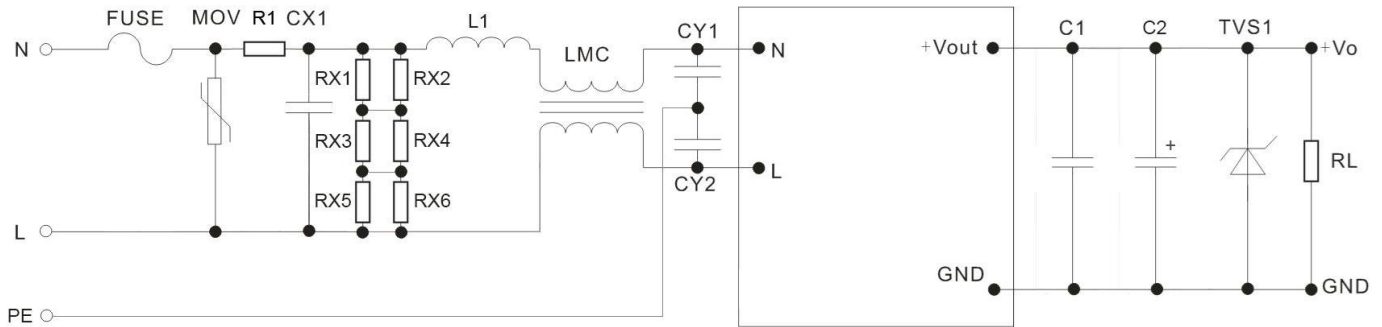 FUSE MOV R1 CX1 L1 LMC CY1 C1 C2 TVS1
N N +Vout +Vo
RX1 RX2
RX3 RX4 + RL
RX5 RX6 L CY2
L
GND GND
PE